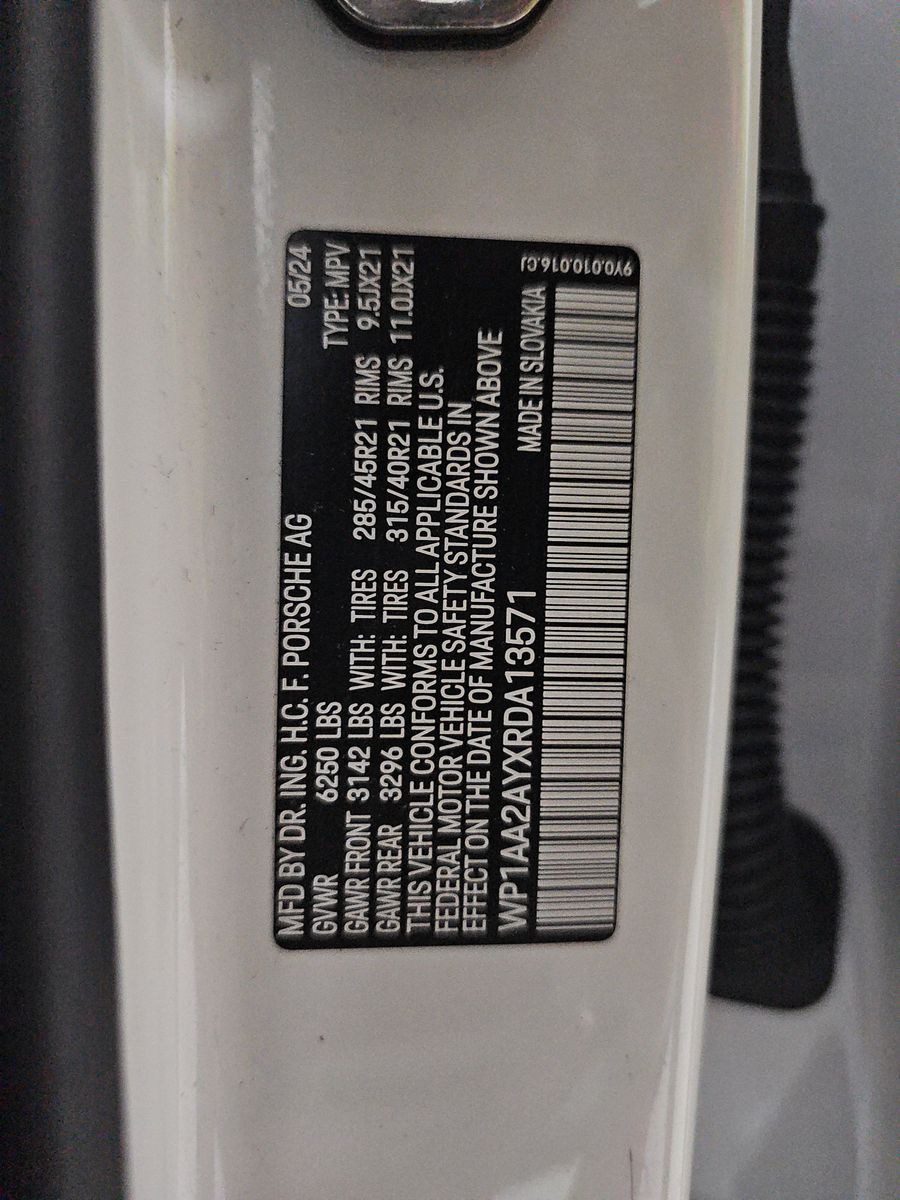 MFD BY DR. ING. H.C. F. PORSCHE AG 05/24
GVWR 6250 LBS TYPE: MPV
GAWR FRONT 3142 LBS WITH: TIRES 285/45R21 RIMS 9.5JX21
GAWR REAR 3296 LBS WITH: TIRES 315/40R21 RIMS 11.0JX21
THIS VEHICLE CONFORMS TO ALL APPLICABLE U.S.
FEDERAL MOTOR VEHICLE SAFETY STANDARDS IN
EFFECT ON THE DATE OF MANUFACTURE SHOWN ABOVE
WP1AA2AYXRDA13571
MADE IN SLOVAKIA
9Y0.010.016.CJ